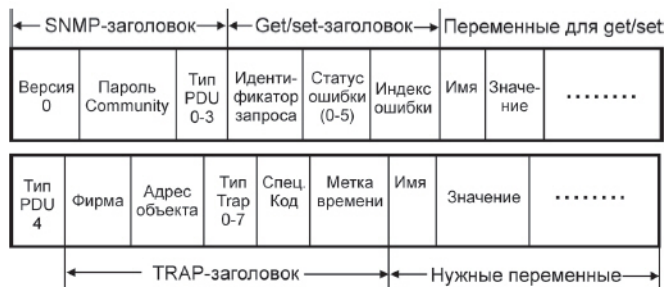 SNMP-заголовок Get/set-заголовок Переменные для get/set
Версия 0
Пароль Community
Тип PDU 0-3
Иденти-фикатор запроса
Статус ошибки (0-5)
Индекс ошибки
Имя
Значе-ние
........
Тип PDU 4
Фирма
Адрес объекта
Тип Trap 0-7
Спец. Код
Метка времени
Имя
Значение
........
TRAP-заголовок Нужные переменные